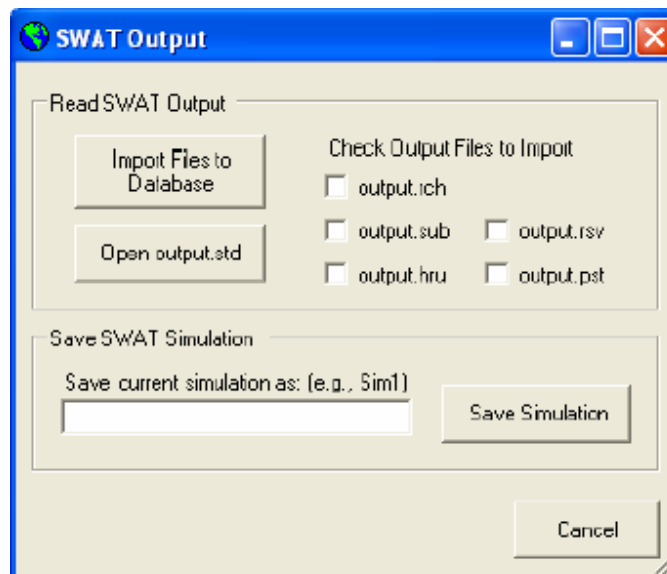 SWAT Output
Read SWAT Output
Import Files to
Database
Open output.std
Check Output Files to Import
output.rch
output.sub
output.rsv
output.hru
output.pst
Save SWAT Simulation
Save current simulation as: (e.g., Sim1)
Save Simulation
Cancel